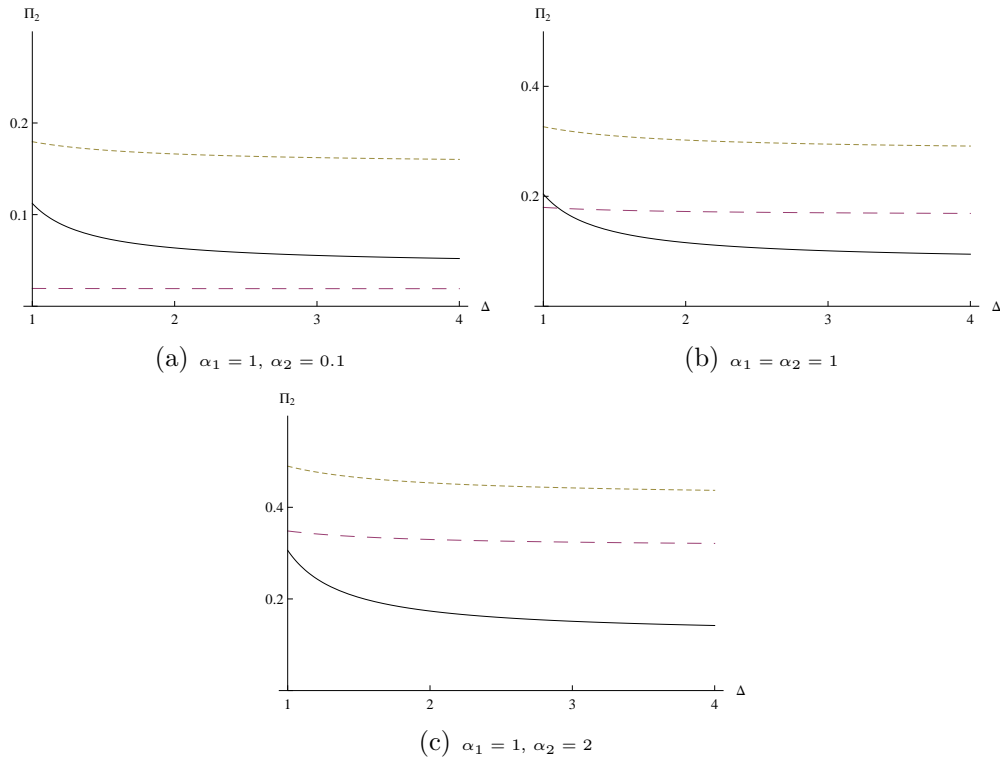 Π₂
0.2
0.1
1 2 3 4 Δ
(a) α₁ = 1, α₂ = 0.1
Π₂
0.4
0.2
1 2 3 4 Δ
(b) α₁ = α₂ = 1
Π₂
0.4
0.2
1 2 3 4 Δ
(c) α₁ = 1, α₂ = 2